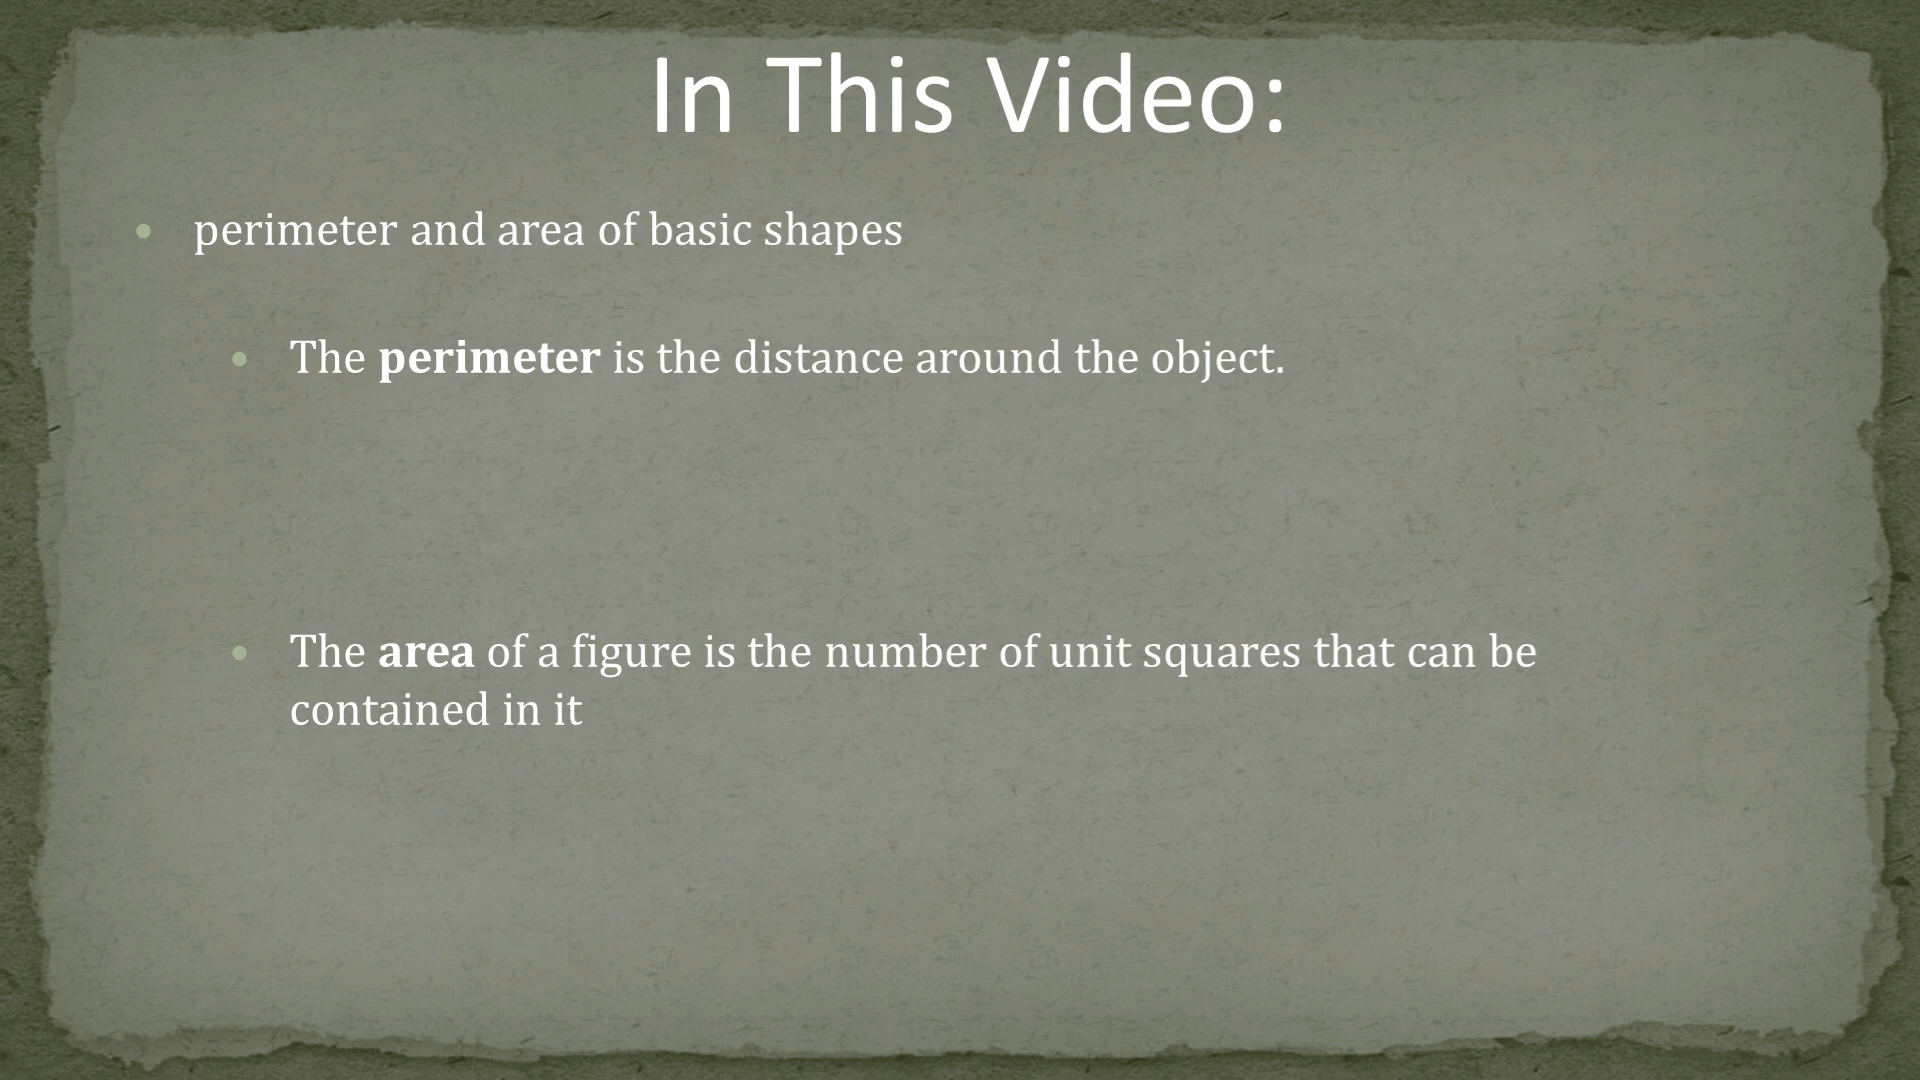 In This Video:
• perimeter and area of basic shapes
• The perimeter is the distance around the object.
• The area of a figure is the number of unit squares that can be
contained in it